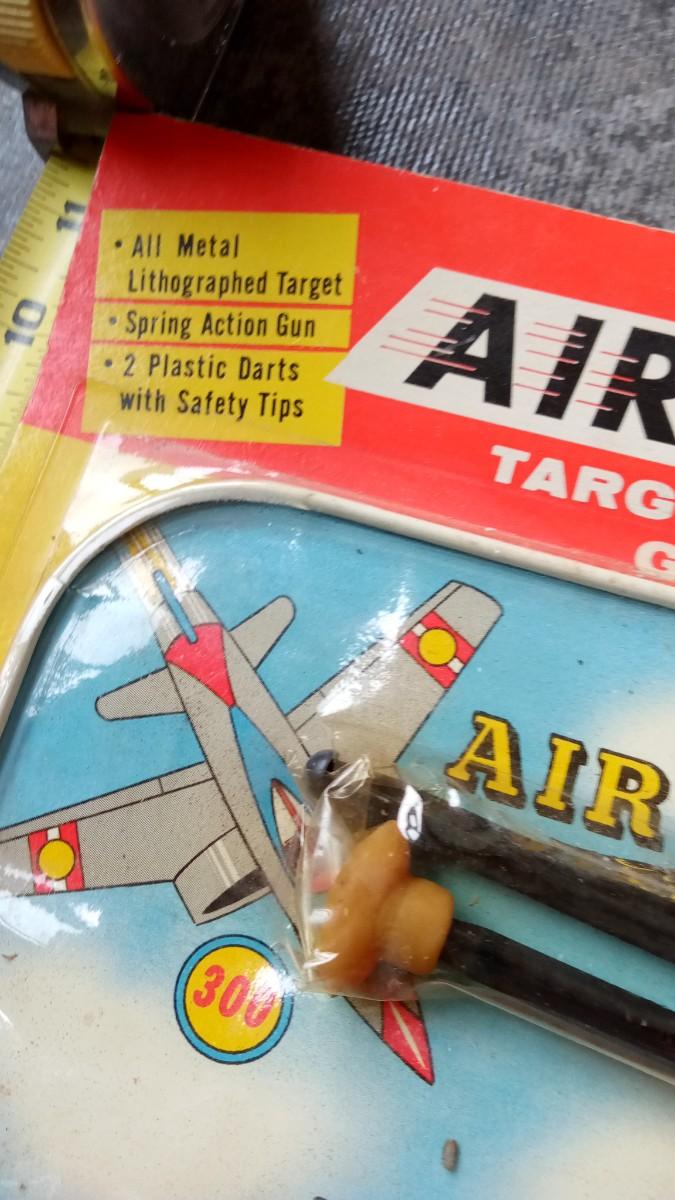 11
10
• All Metal
Lithographed Target
• Spring Action Gun
• 2 Plastic Darts
with Safety Tips
AIR
TARG
G
AIR
300